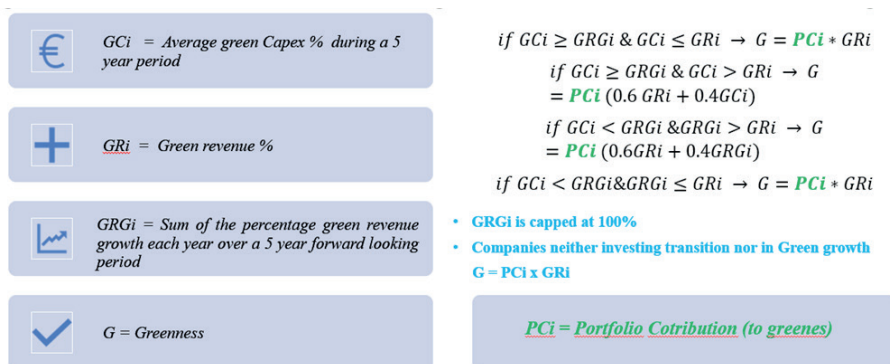 GCi = Average green Capex % during a 5
year period
GRi = Green revenue %
GRGi = Sum of the percentage green revenue
growth each year over a 5 year forward looking
period
G = Greenness
if GCi ≥ GRGi & GCi ≤ GRi → G = PCi * GRi
if GCi ≥ GRGi & GCi > GRi → G
= PCi (0.6 GRi + 0.4GCi)
if GCi < GRGi &GRGi > GRi → G
= PCi (0.6GRi + 0.4GRGi)
if GCi < GRGi&GRGi ≤ GRi → G = PCi * GRi
• GRGi is capped at 100%
• Companies neither investing transition nor in Green growth
G = PCi x GRi
PCi = Portfolio Cotribution (to greenes)